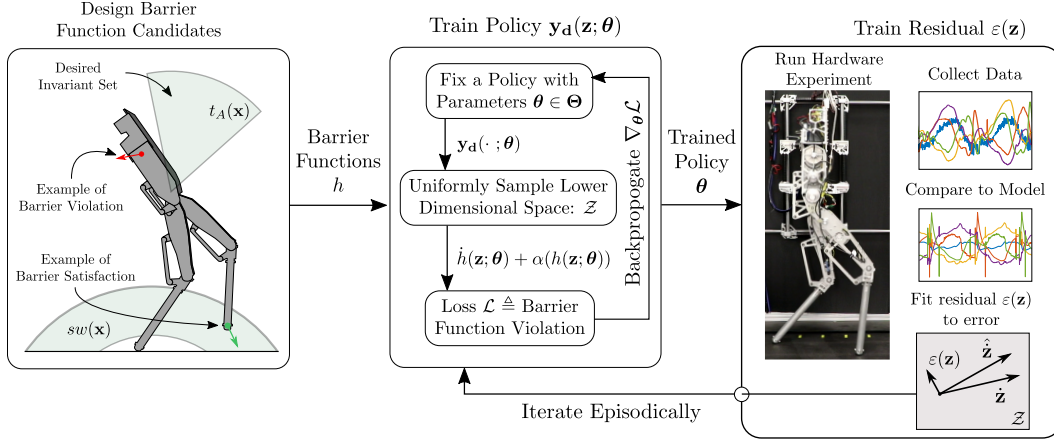 Design Barrier
Function Candidates
Desired
Invariant Set
t_A(𝐱)
Example of
Barrier Violation
Example of
Barrier Satisfaction
sw(𝐱)
Barrier
Functions
h
Train Policy 𝐲_𝐝(𝐳; 𝜽)
Fix a Policy with
Parameters 𝜽 ∈ 𝚯
𝐲_𝐝(· ; 𝜽)
Uniformly Sample Lower
Dimensional Space: 𝒵
ḣ(𝐳; 𝜽) + α(h(𝐳; 𝜽))
Loss ℒ ≜ Barrier
Function Violation
Backpropogate ∇_𝜽ℒ
Trained
Policy
𝜽
Train Residual ε(𝐳)
Run Hardware
Experiment
Collect Data
Compare to Model
Fit residual ε(𝐳)
to error
ε(𝐳)
𝐳̇̂
𝐳̇
𝒵
Iterate Episodically